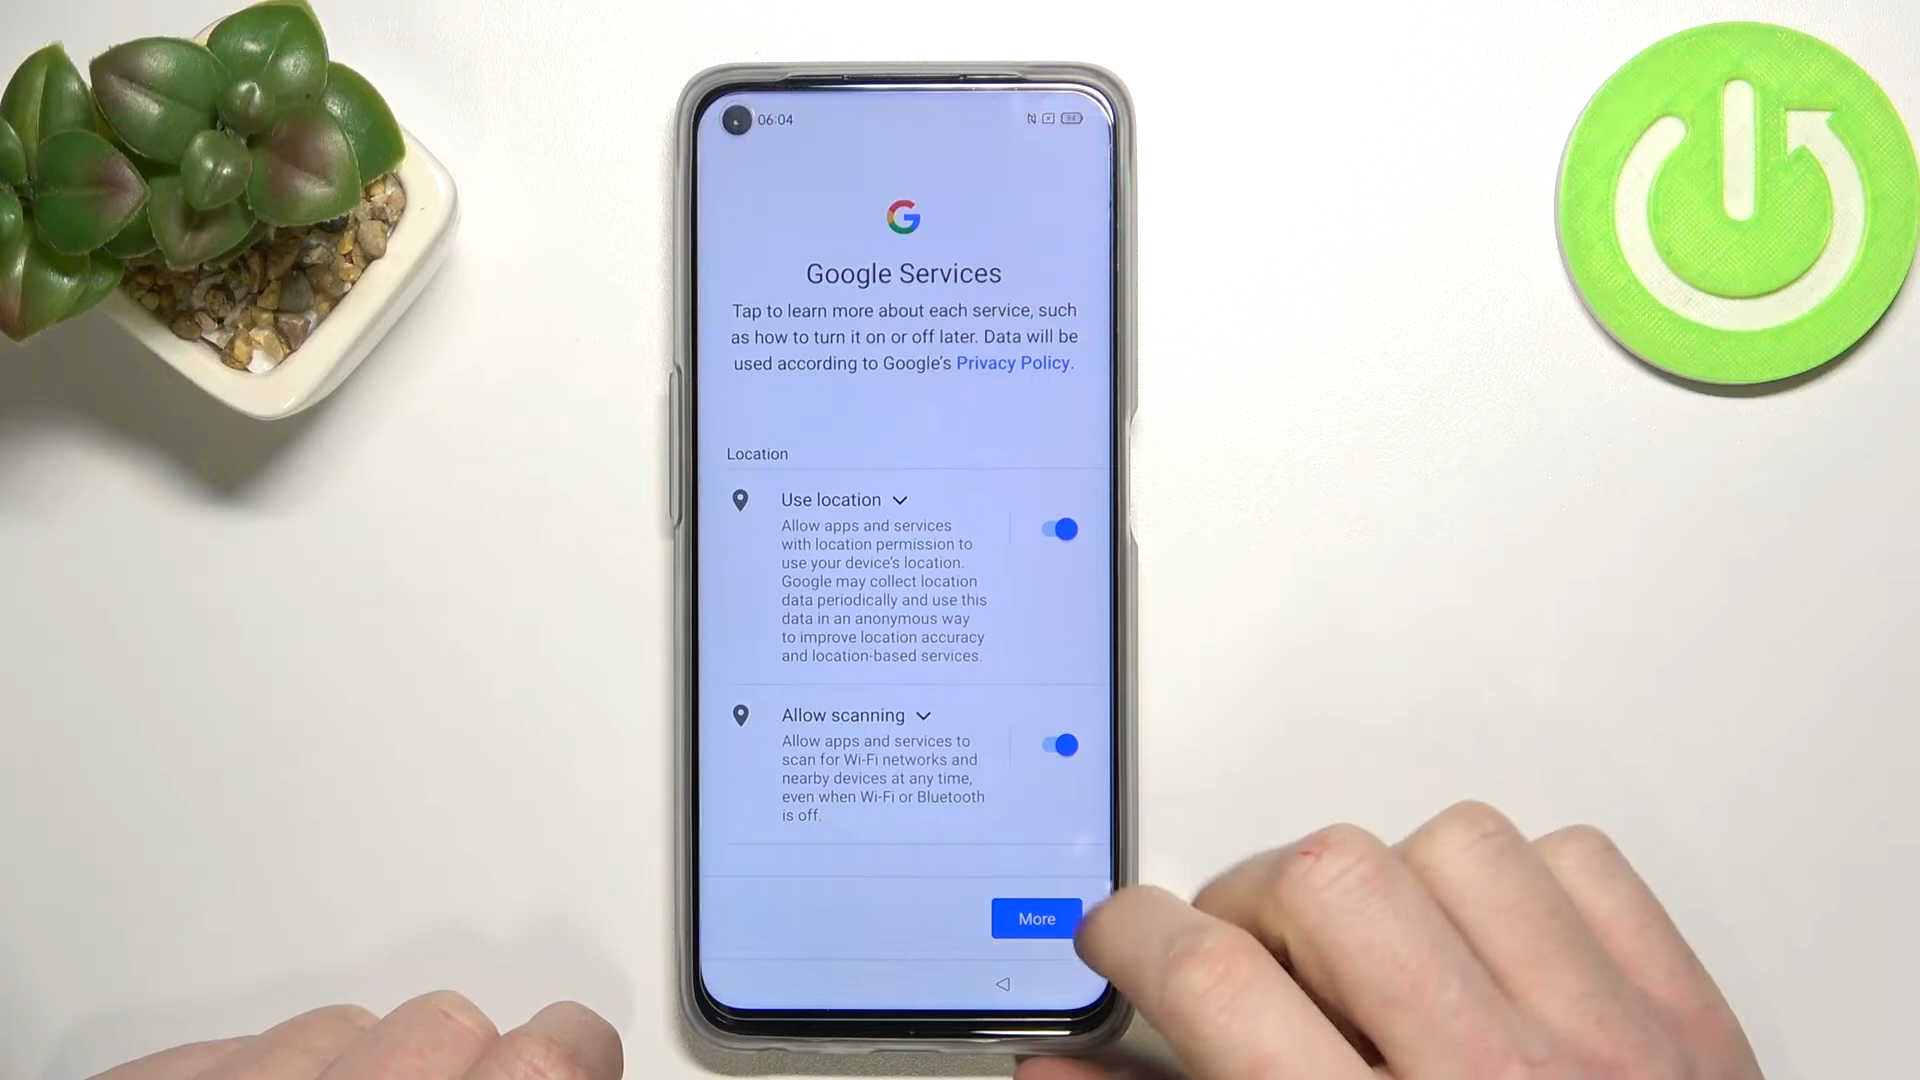 06:04
94
Google Services
Tap to learn more about each service, such
as how to turn it on or off later. Data will be
used according to Google's Privacy Policy.
Location
Use location
Allow apps and services
with location permission to
use your device's location.
Google may collect location
data periodically and use this
data in an anonymous way
to improve location accuracy
and location-based services.
Allow scanning
Allow apps and services to
scan for Wi-Fi networks and
nearby devices at any time,
even when Wi-Fi or Bluetooth
is off.
More